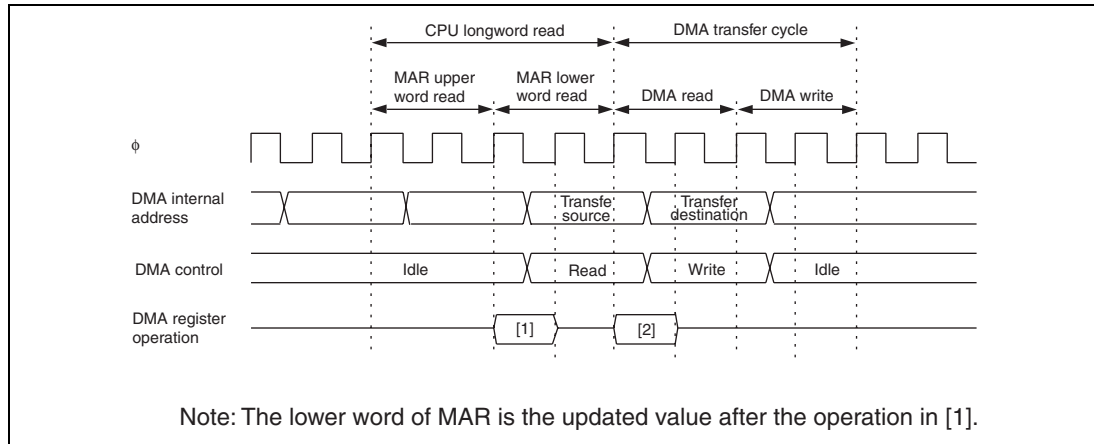 CPU longword read DMA transfer cycle
MAR upper word read MAR lower word read DMA read DMA write
ϕ
DMA internal address
Transfe source Transfer destination
DMA control Idle Read Write Idle
DMA register operation [1] [2]
Note: The lower word of MAR is the updated value after the operation in [1].